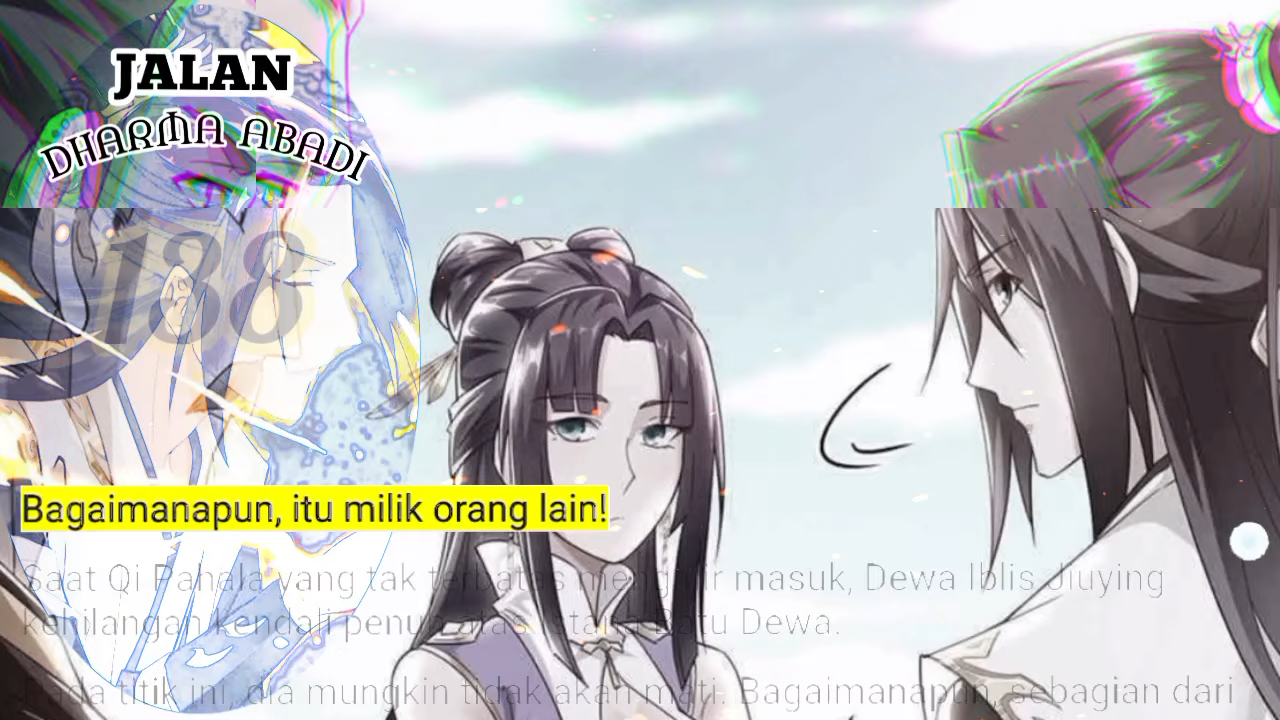 JALAN
DHARMA ABADI
188
Bagaimanapun, itu milik orang lain!
Saat Qi Pahala yang tak terbatas mengalir masuk, Dewa Iblis Jiuying
kehilangan kendali penuh atas Istana Batu Dewa.
Pada titik ini, dia mungkin tidak akan mati. Bagaimanapun, sebagian dari